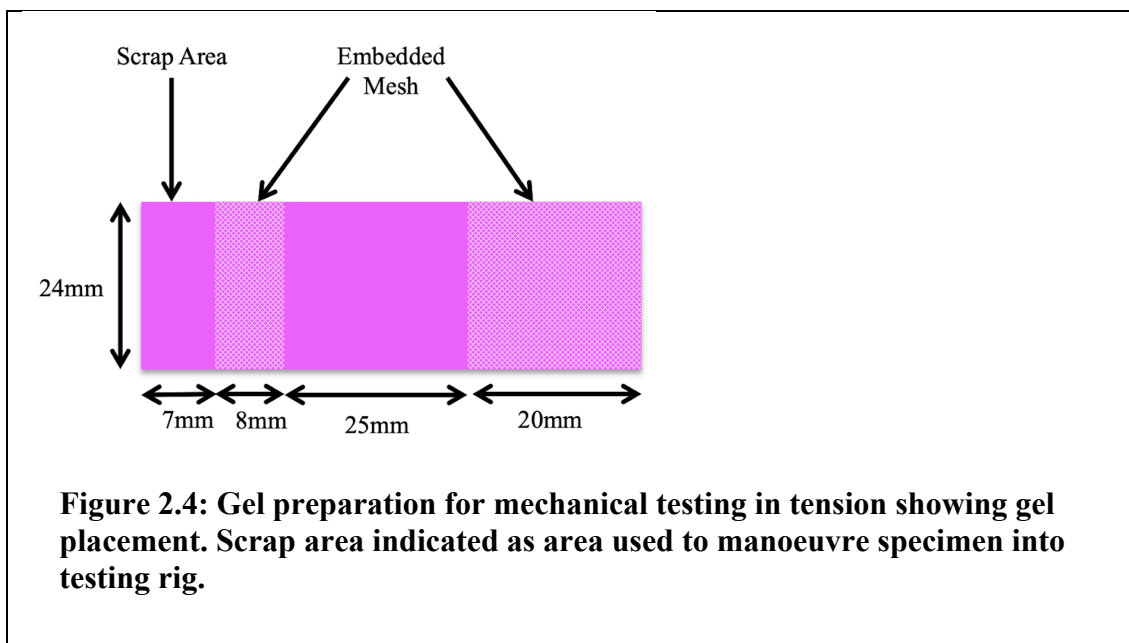 Scrap Area
Embedded
Mesh
24mm
7mm
8mm
25mm
20mm
Figure 2.4: Gel preparation for mechanical testing in tension showing gel
placement. Scrap area indicated as area used to manoeuvre specimen into
testing rig.